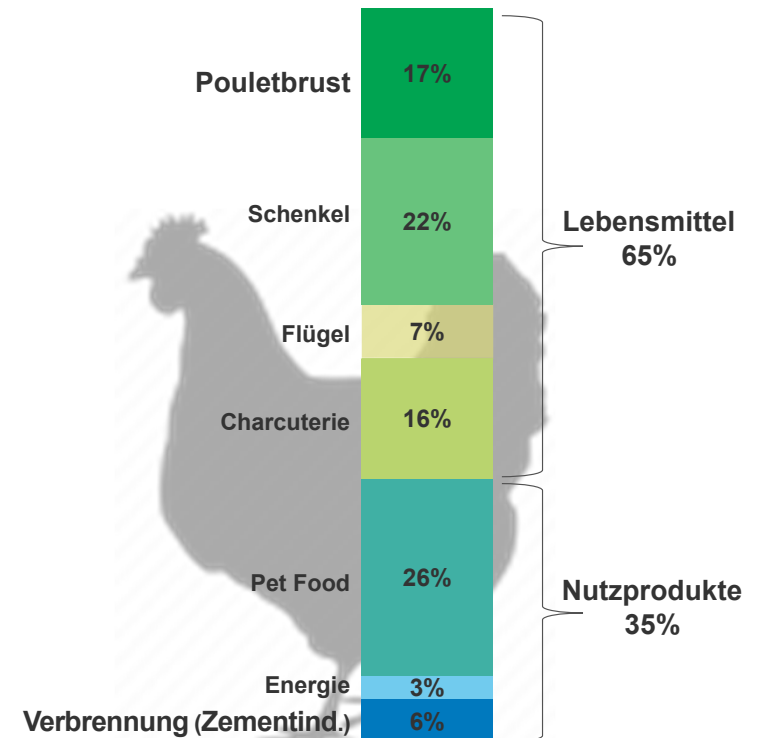 Pouletbrust 17%
Schenkel 22%
Lebensmittel
65%
Flügel 7%
Charcuterie 16%
Pet Food 26%
Nutzprodukte
35%
Energie 3%
Verbrennung (Zementind.) 6%